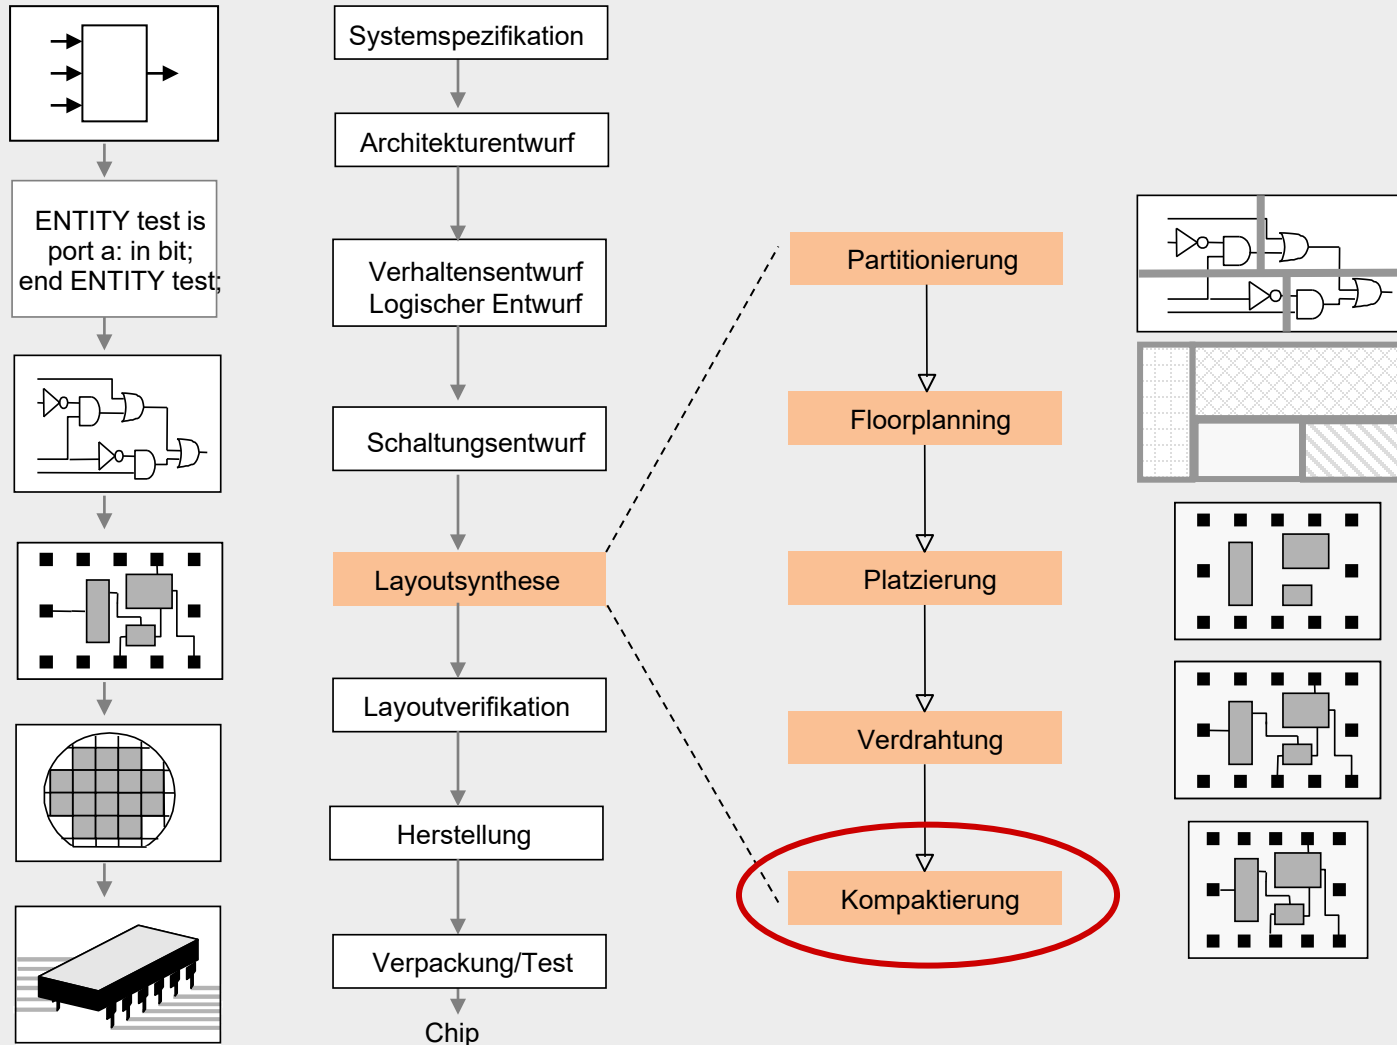 ENTITY test is
port a: in bit;
end ENTITY test;
Systemspezifikation
Architekturentwurf
Verhaltensentwurf
Logischer Entwurf
Schaltungsentwurf
Layoutsynthese
Layoutverifikation
Herstellung
Verpackung/Test
Chip
Partitionierung
Floorplanning
Platzierung
Verdrahtung
Kompaktierung